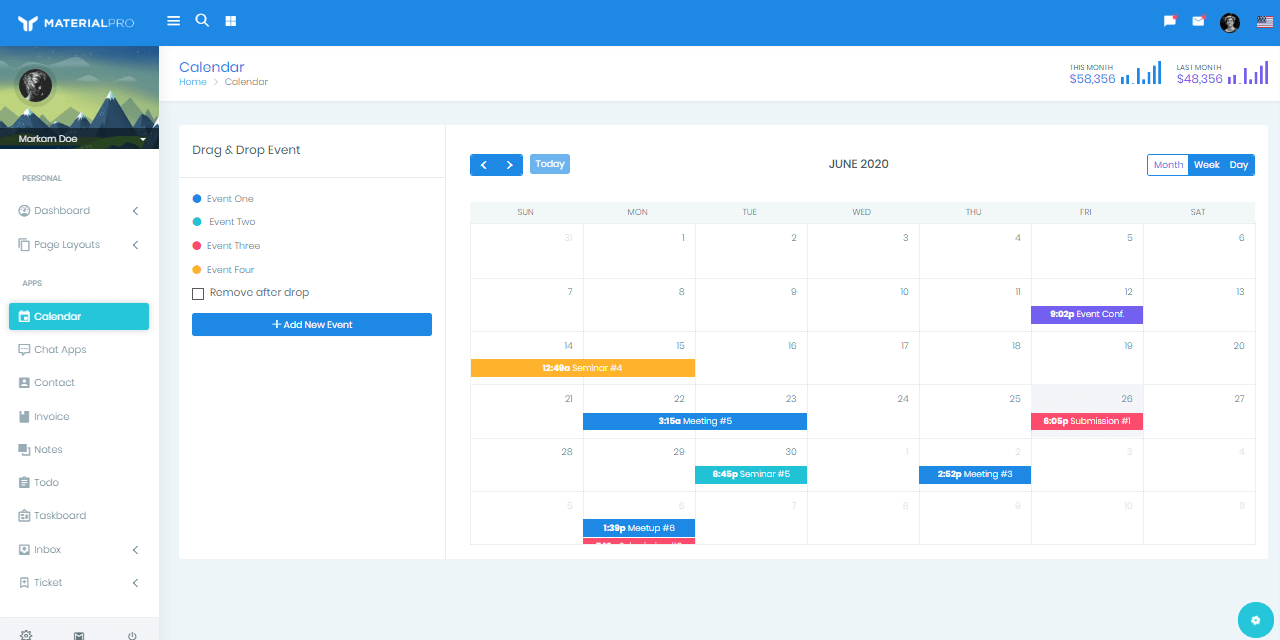 MATERIALPRO
Calendar
Home > Calendar
THIS MONTH
$58,356
LAST MONTH
$48,356
Markarn Doe
PERSONAL
Dashboard
Page Layouts
APPS
Calendar
Chat Apps
Contact
Invoice
Notes
Todo
Taskboard
Inbox
Ticket
Drag & Drop Event
Event One
Event Two
Event Three
Event Four
Remove after drop
+ Add New Event
Today
JUNE 2020
Month Week Day
SUN MON TUE WED THU FRI SAT
31 1 2 3 4 5 6
7 8 9 10 11 12 13
9:02p Event Conf.
14 15 16 17 18 19 20
12:49a Seminar #4
21 22 23 24 25 26 27
3:15a Meeting #5
6:05p Submission #1
28 29 30 1 2 3 4
6:45p Seminar #5
2:52p Meeting #3
5 6 7 8 9 10 11
1:39p Meetup #6